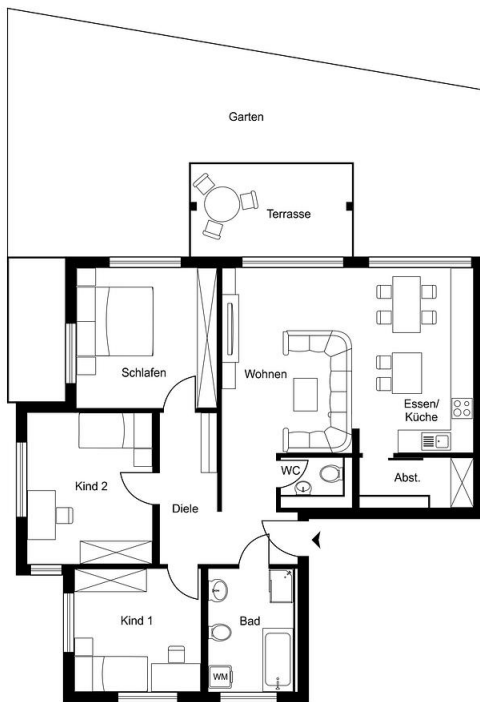 Garten
Terrasse
Schlafen
Wohnen
Essen/
Küche
WC
Abst.
Kind 2
Diele
Kind 1
Bad
WM